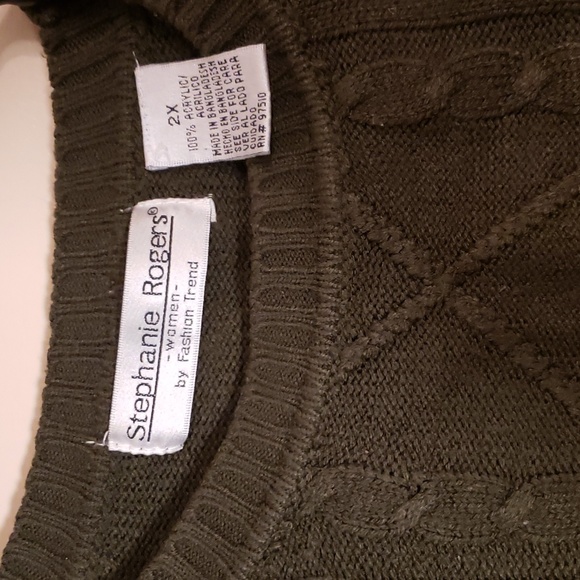 2X
100% ACRYLIC/
ACRILICO
MADE IN BANGLADESH
HECHO EN BANGLADESH
SEE SIDE FOR CARE
VER AL LADO PARA
CUIDADO
RN# 97510
Stephanie Rogers®
-women-
by Fashion Trend